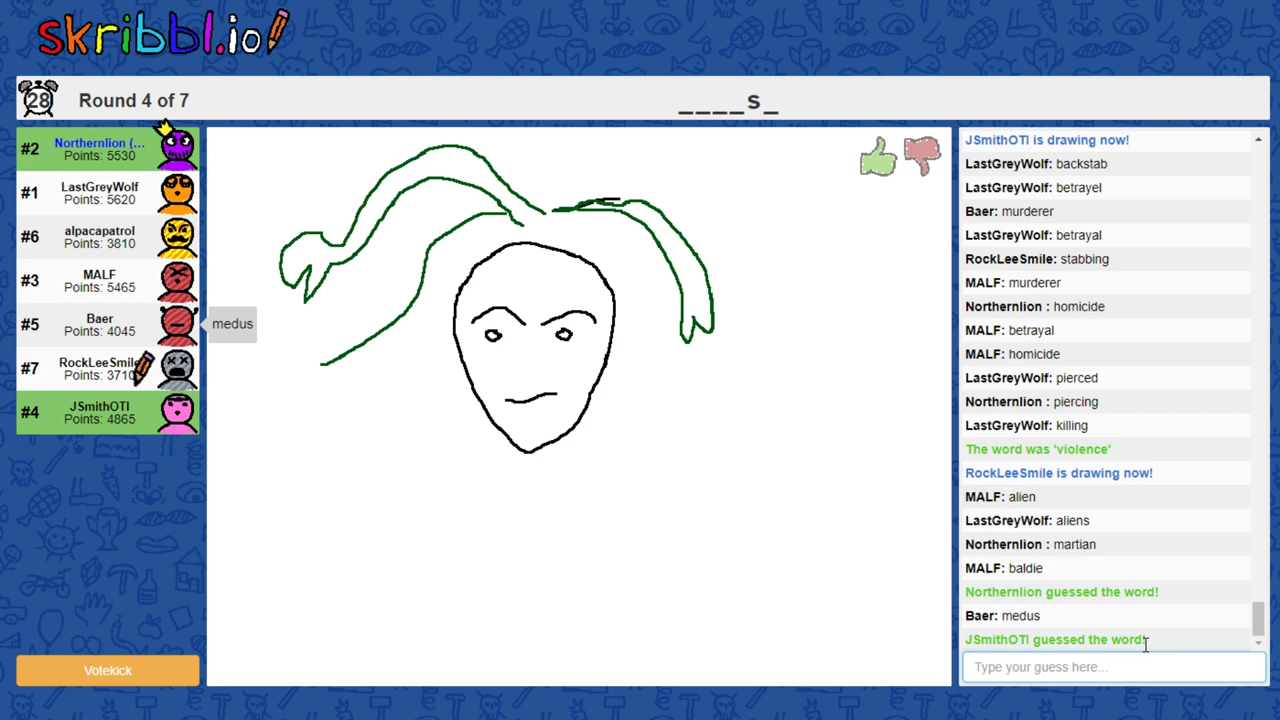 skribbl.io
28
Round 4 of 7
____s_
#2 Northernlion (...
Points: 5530
#1 LastGreyWolf
Points: 5620
#6 alpacapatrol
Points: 3810
#3 MALF
Points: 5465
#5 Baer
Points: 4045
medus
#7 RockLeeSmile
Points: 3710
#4 JSmithOTI
Points: 4865
Votekick
JSmithOTI is drawing now!
LastGreyWolf: backstab
LastGreyWolf: betrayel
Baer: murderer
LastGreyWolf: betrayal
RockLeeSmile: stabbing
MALF: murderer
Northernlion : homicide
MALF: betrayal
MALF: homicide
LastGreyWolf: pierced
Northernlion : piercing
LastGreyWolf: killing
The word was 'violence'
RockLeeSmile is drawing now!
MALF: alien
LastGreyWolf: aliens
Northernlion : martian
MALF: baldie
Northernlion guessed the word!
Baer: medus
JSmithOTI guessed the word!
Type your guess here...